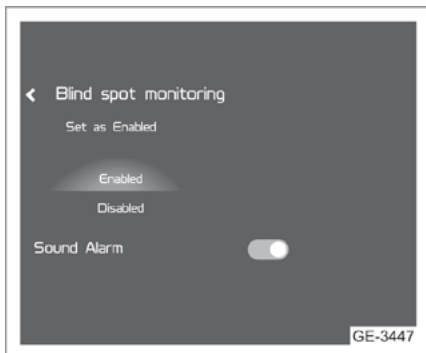 Blind spot monitoring
Set as Enabled
Enabled
Disabled
Sound Alarm
GE-3447